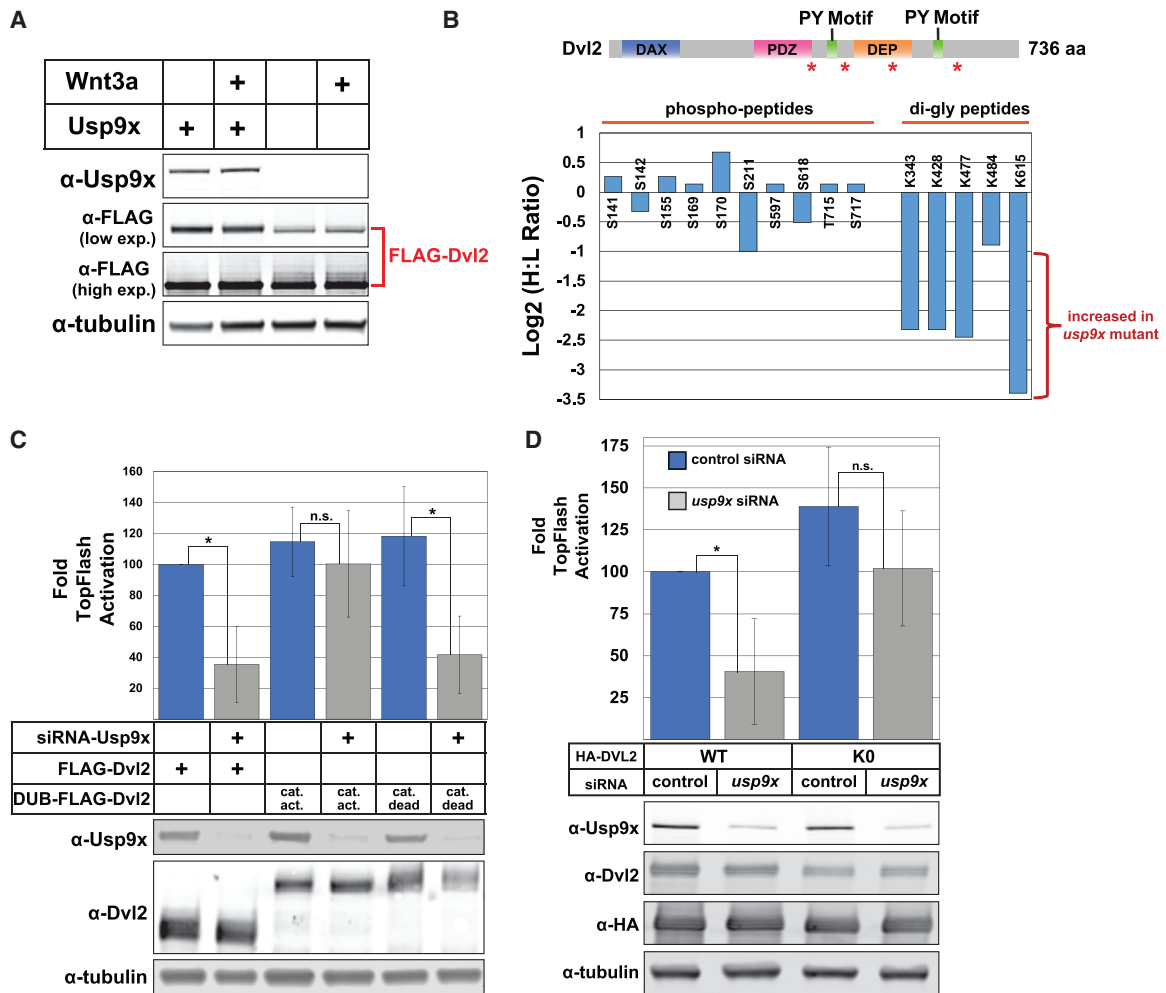 A
Wnt3a + +
Usp9x + +
α-Usp9x
α-FLAG
(low exp.)
α-FLAG
(high exp.)
FLAG-Dvl2
α-tubulin
B
PY Motif PY Motif
Dvl2 DAX PDZ DEP 736 aa
* * * *
phospho-peptides di-gly peptides
Log2 (H:L Ratio)
1
0.5
0
-0.5
-1
-1.5
-2
-2.5
-3
-3.5
S141 S142 S155 S169 S170 S211 S597 S618 T715 S717 K343 K428 K477 K484 K615
increased in
usp9x mutant
C
Fold
TopFlash
Activation
160
140
120
100
80
60
40
20
* n.s. *
siRNA-Usp9x + + +
FLAG-Dvl2 + +
DUB-FLAG-Dvl2 cat. act. cat. act. cat. dead cat. dead
α-Usp9x
α-Dvl2
α-tubulin
D
Fold
TopFlash
Activation
175
150
125
100
75
50
25
control siRNA
usp9x siRNA
* n.s.
HA-DVL2 WT K0
siRNA control usp9x control usp9x
α-Usp9x
α-Dvl2
α-HA
α-tubulin